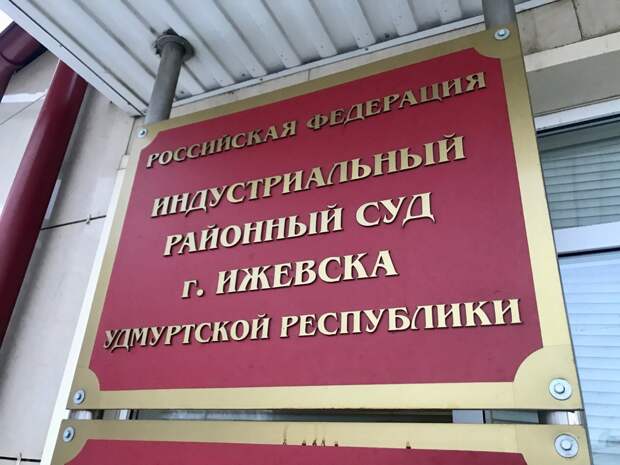 РОССИЙСКАЯ ФЕДЕРАЦИЯ
ИНДУСТРИАЛЬНЫЙ
РАЙОННЫЙ СУД
г. ИЖЕВСКА
УДМУРТСКОЙ РЕСПУБЛИКИ